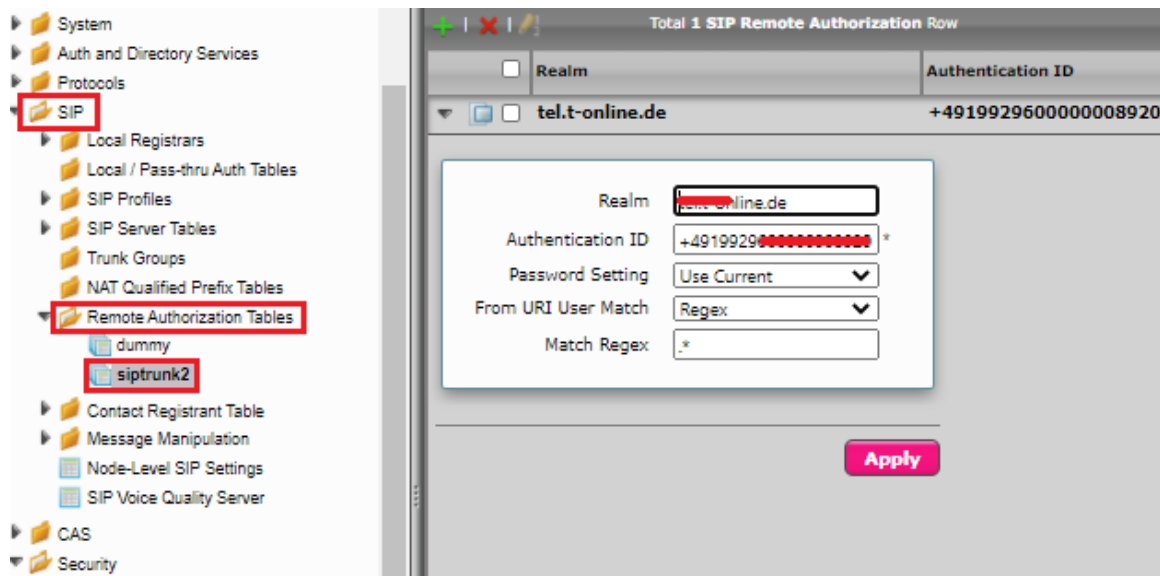 System
Auth and Directory Services
Protocols
SIP
Local Registrars
Local / Pass-thru Auth Tables
SIP Profiles
SIP Server Tables
Trunk Groups
NAT Qualified Prefix Tables
Remote Authorization Tables
dummy
siptrunk2
Contact Registrant Table
Message Manipulation
Node-Level SIP Settings
SIP Voice Quality Server
CAS
Security
Total 1 SIP Remote Authorization Row
Realm Authentication ID
tel.t-online.de +4919929600000008920
Realm
Authentication ID +4919929 *
Password Setting Use Current
From URI User Match Regex
Match Regex .*
Apply